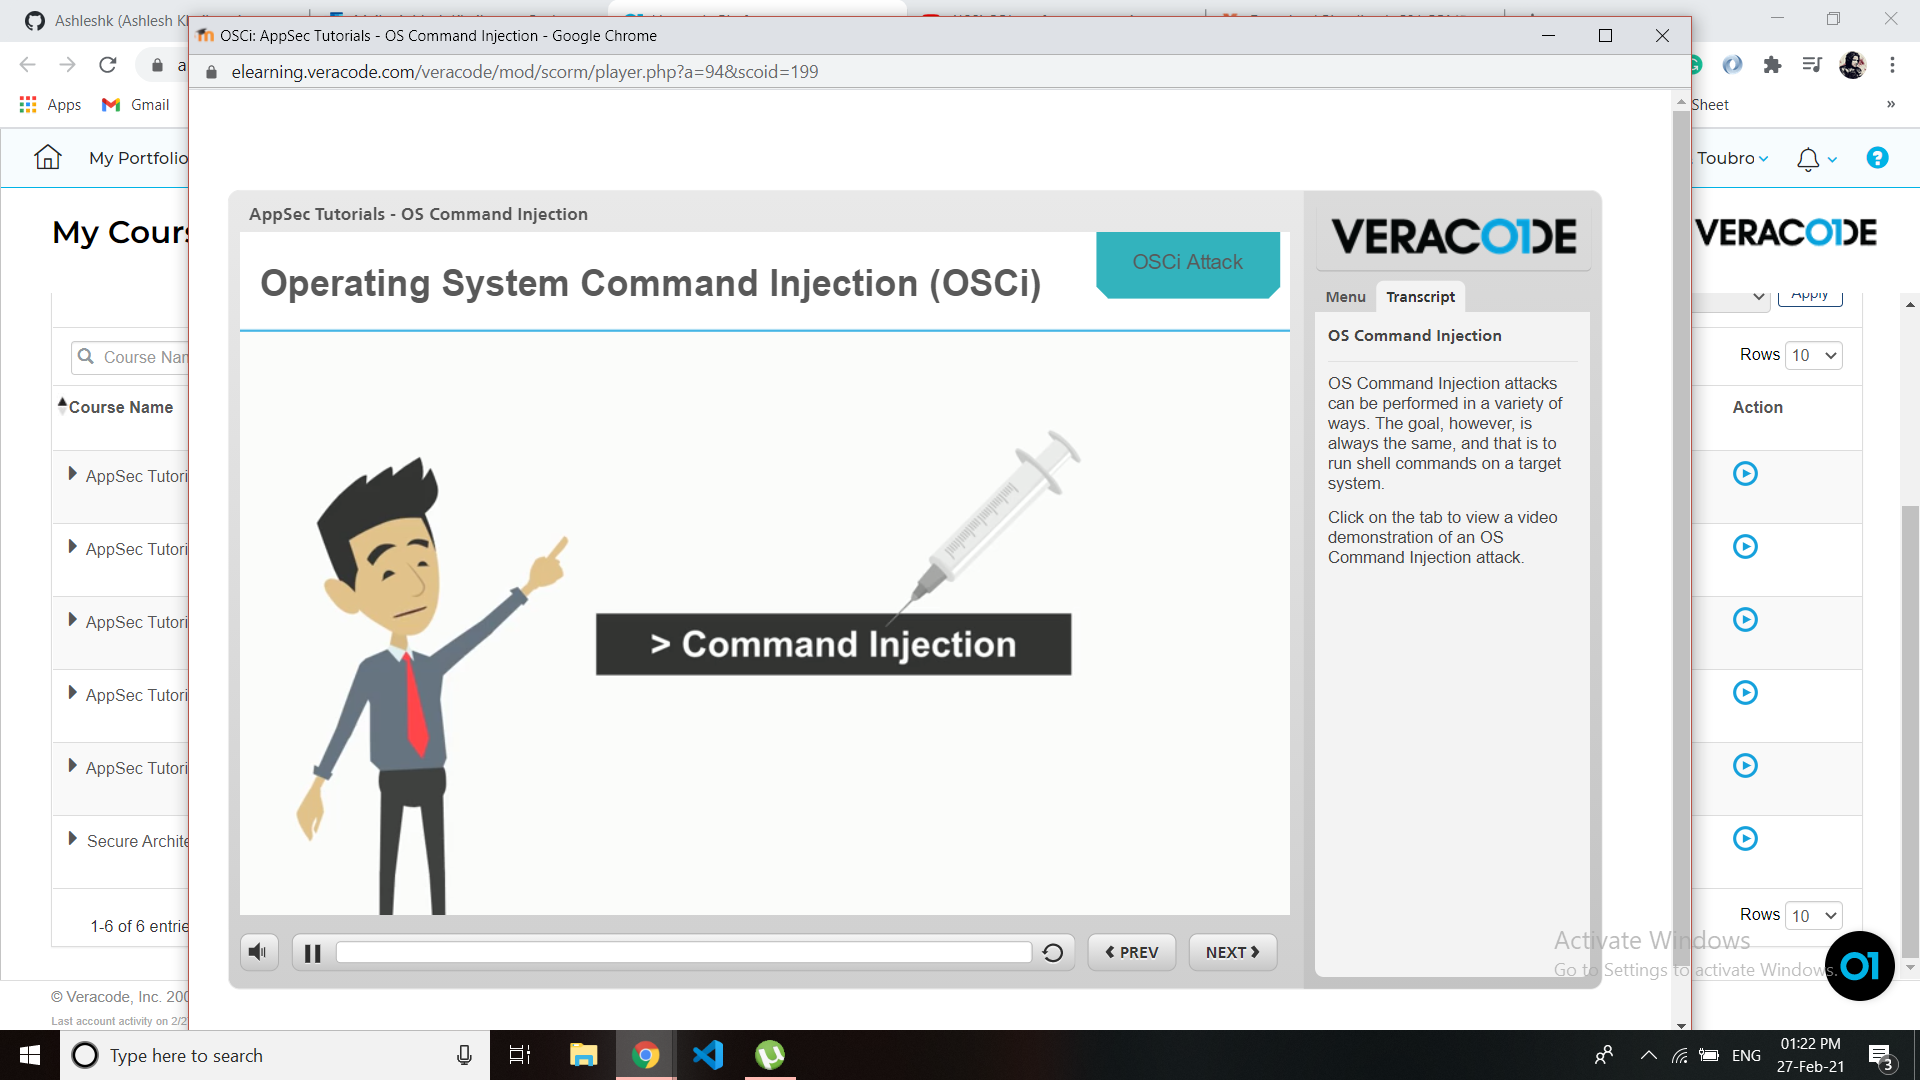 Ashleshk (Ashlesh K
OSCi: AppSec Tutorials - OS Command Injection - Google Chrome
elearning.veracode.com/veracode/mod/scorm/player.php?a=94&scoid=199
Apps
Gmail
Sheet
»
My Portfolio
Toubro
?
My Cour
VERACODE
AppSec Tutorials - OS Command Injection
VERACODE
Operating System Command Injection (OSCi)
OSCi Attack
Menu
Transcript
Apply
OS Command Injection
OS Command Injection attacks
can be performed in a variety of
ways. The goal, however, is
always the same, and that is to
run shell commands on a target
system.
Click on the tab to view a video
demonstration of an OS
Command Injection attack.
> Command Injection
Course Nam
Rows 10
Course Name
Action
AppSec Tutori
AppSec Tutori
AppSec Tutori
AppSec Tutori
AppSec Tutori
Secure Archite
1-6 of 6 entrie
Rows 10
PREV
NEXT
Activate Windows
Go to Settings to activate Windows.
01
© Veracode, Inc. 200
Last account activity on 2/2
Type here to search
ENG
01:22 PM
27-Feb-21
3